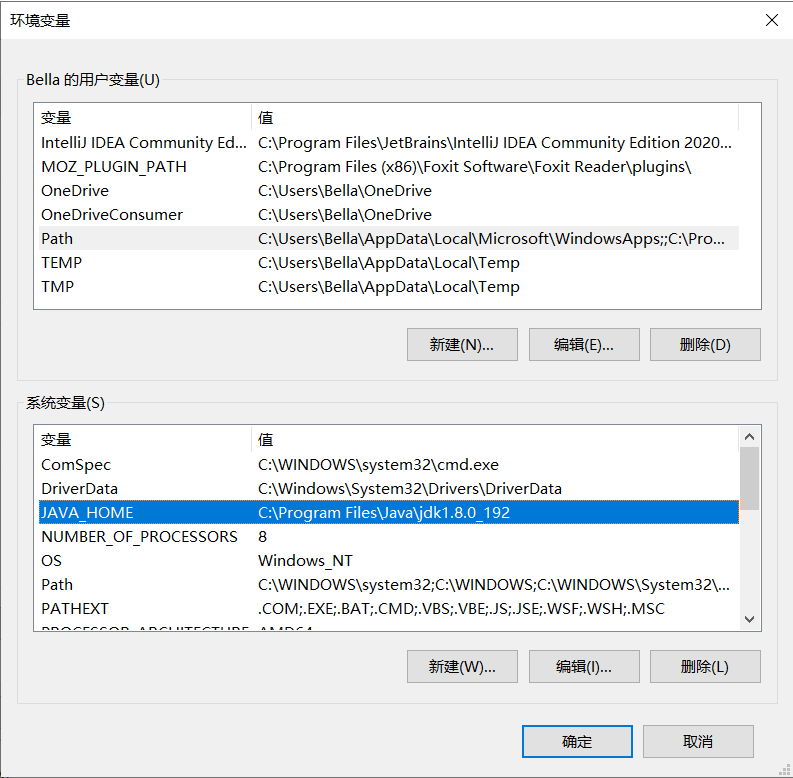 环境变量
Bella 的用户变量(U)
变量 值
IntelliJ IDEA Community Ed... C:\Program Files\JetBrains\IntelliJ IDEA Community Edition 2020...
MOZ_PLUGIN_PATH C:\Program Files (x86)\Foxit Software\Foxit Reader\plugins\
OneDrive C:\Users\Bella\OneDrive
OneDriveConsumer C:\Users\Bella\OneDrive
Path C:\Users\Bella\AppData\Local\Microsoft\WindowsApps;;C:\Pro...
TEMP C:\Users\Bella\AppData\Local\Temp
TMP C:\Users\Bella\AppData\Local\Temp
新建(N)... 编辑(E)... 删除(D)
系统变量(S)
变量 值
ComSpec C:\WINDOWS\system32\cmd.exe
DriverData C:\Windows\System32\Drivers\DriverData
JAVA_HOME C:\Program Files\Java\jdk1.8.0_192
NUMBER_OF_PROCESSORS 8
OS Windows_NT
Path C:\WINDOWS\system32;C:\WINDOWS;C:\WINDOWS\System32\...
PATHEXT .COM;.EXE;.BAT;.CMD;.VBS;.VBE;.JS;.JSE;.WSF;.WSH;.MSC
PROCESSOR_ARCHITECTURE AMD64
新建(W)... 编辑(I)... 删除(L)
确定 取消